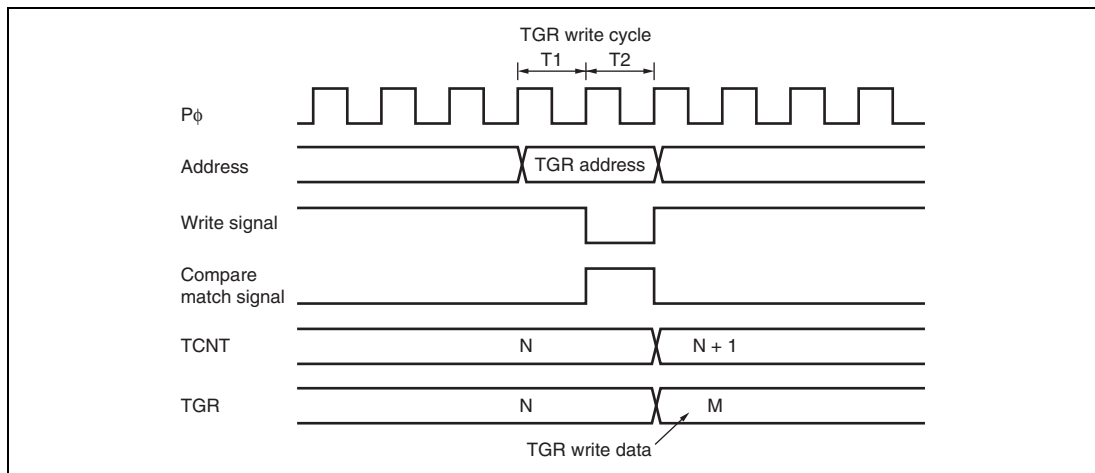 TGR write cycle
T1 T2
Pϕ
Address TGR address
Write signal
Compare
match signal
TCNT N N + 1
TGR N M
TGR write data